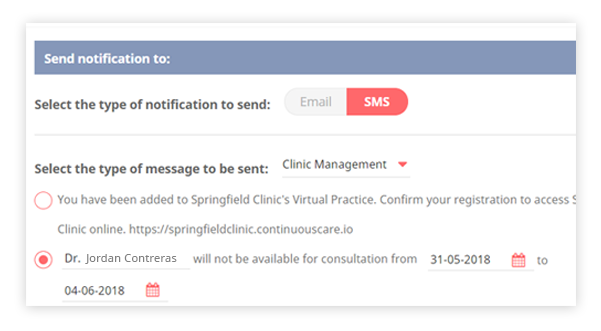 Send notification to:
Select the type of notification to send: Email SMS
Select the type of message to be sent: Clinic Management
You have been added to Springfield Clinic's Virtual Practice. Confirm your registration to access S
Clinic online. https://springfieldclinic.continuouscare.io
Dr. Jordan Contreras will not be available for consultation from 31-05-2018 to
04-06-2018